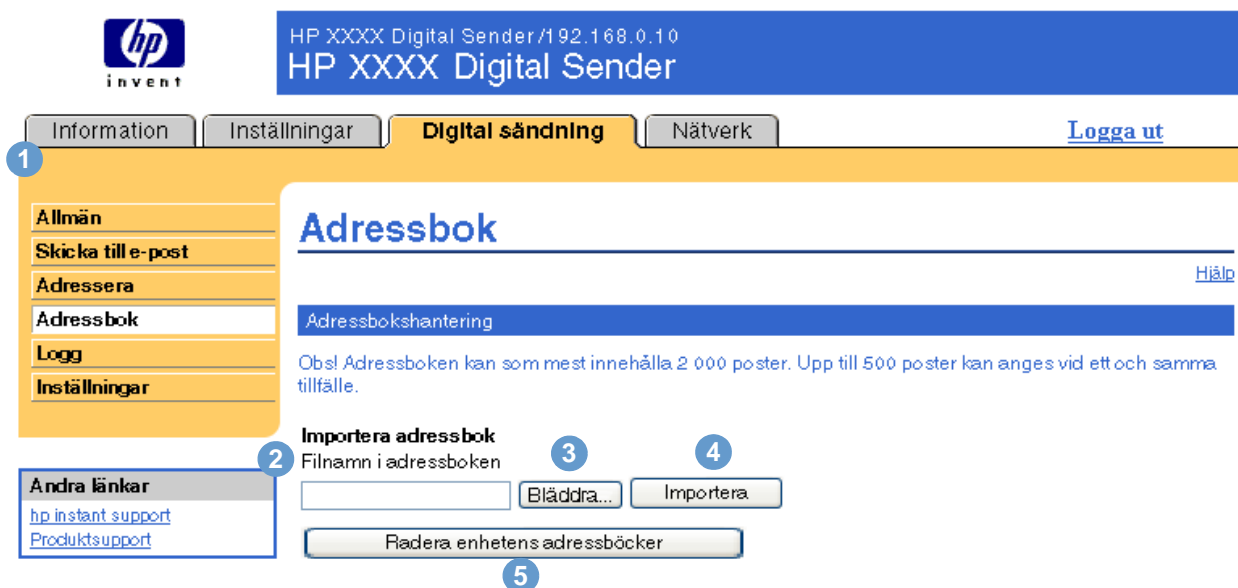 hp
invent
HP XXXX Digital Sender/192.168.0.10
HP XXXX Digital Sender
Information
Inställningar
Digital sändning
Nätverk
Logga ut
1
Allmän
Skicka till e-post
Adressera
Adressbok
Logg
Inställningar
Andra länkar
hp instant support
Produktsupport
Adressbok
Hjälp
Adressbokshantering
Obs! Adressboken kan som mest innehålla 2 000 poster. Upp till 500 poster kan anges vid ett och samma
tillfälle.
Importera adressbok
2
Filnamn i adressboken
3
4
Bläddra...
Importera
Radera enhetens adressböcker
5